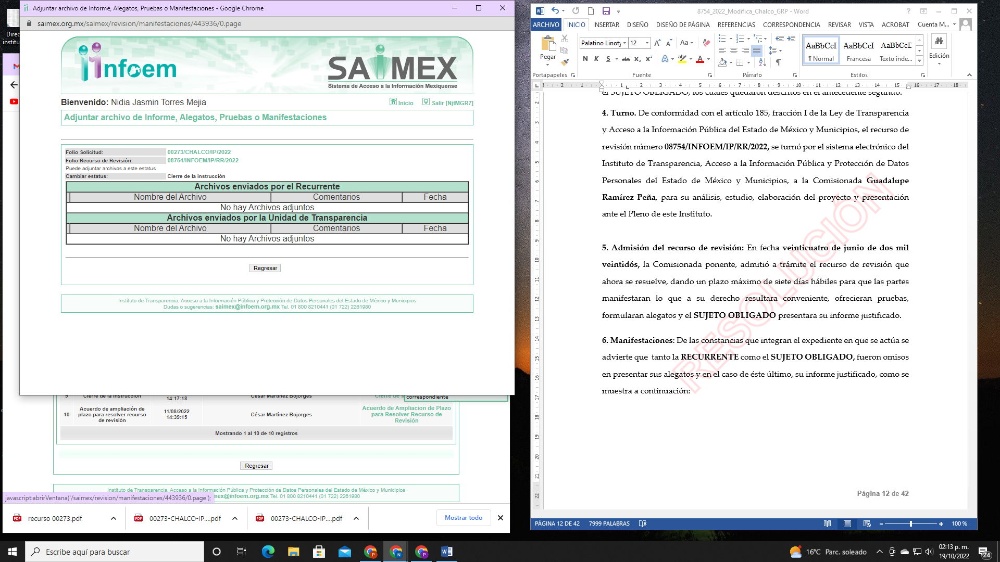 Adjuntar archivo de Informe, Alegatos, Pruebas o Manifestaciones - Google Chrome
saimex.org.mx/saimex/revision/manifestaciones/443936/0.page
infoem
SAIMEX
Sistema de Acceso a la Información Mexiquense
Bienvenido: Nidia Jasmin Torres Mejia
Inicio
Salir [NjtMGR7]
Adjuntar archivo de Informe, Alegatos, Pruebas o Manifestaciones
Folio Solicitud: 00273/CHALCO/IP/2022
Folio Recurso de Revisión: 08754/INFOEM/IP/RR/2022
Puede adjuntar archivos a este estatus
Cambiar estatus: Cierre de la instrucción
Archivos enviados por el Recurrente
Nombre del Archivo Comentarios Fecha
No hay Archivos adjuntos
Archivos enviados por la Unidad de Transparencia
Nombre del Archivo Comentarios Fecha
No hay Archivos adjuntos
Regresar
Instituto de Transparencia, Acceso a la Información Pública y Protección de Datos Personales del Estado de México y Municipios
Dudas o sugerencias: saimex@infoem.org.mx Tel. 01 800 8210441 (01 722) 2261980
9 Cierre de la instrucción 14:17:18 César Martínez Bojorges Cierre de la
correspondiente
10 Acuerdo de ampliación de plazo para resolver recurso de revisión 11/08/2022 14:39:15 César Martínez Bojorges Acuerdo de Ampliacion de Plazo para Resolver Recurso de Revisión
Mostrando 1 al 10 de 10 registros
Regresar
Instituto de Transparencia, Acceso a la Información Pública y Protección de Datos Personales del Estado de México y Municipios
mex@infoem.org.mx Tel. 01 800 8210441 (01 722) 2261980
javascript:abrirVentana('/saimex/revision/manifestaciones/443936/0.page');
recurso 00273.pdf
00273-CHALCO-IP....pdf
00273-CHALCO-IP....pdf
Mostrar todo
8754_2022_Modifica_Chalco_GRP - Word
ARCHIVO INICIO INSERTAR DISEÑO DISEÑO DE PÁGINA REFERENCIAS CORRESPONDENCIA REVISAR VISTA ACROBAT Cuenta M...
Pegar
Palatino Linoty 12
N K S abc x₂ x²
AaBbCcI AaBbCcI AaBbCcI
¶ Normal Francesa Texto inde...
Edición
Portapapeles Fuente Párrafo Estilos
el SUJETO OBLIGADO, los cuales quedaron descritos en el antecedente segundo.
4. Turno. De conformidad con el artículo 185, fracción I de la Ley de Transparencia
y Acceso a la Información Pública del Estado de México y Municipios, el recurso de
revisión número 08754/INFOEM/IP/RR/2022, se turnó por el sistema electrónico del
Instituto de Transparencia, Acceso a la Información Pública y Protección de Datos
Personales del Estado de México y Municipios, a la Comisionada Guadalupe
Ramírez Peña, para su análisis, estudio, elaboración del proyecto y presentación
ante el Pleno de este Instituto.
5. Admisión del recurso de revisión: En fecha veinticuatro de junio de dos mil
veintidós, la Comisionada ponente, admitió a trámite el recurso de revisión que
ahora se resuelve, dando un plazo máximo de siete días hábiles para que las partes
manifestaran lo que a su derecho resultara conveniente, ofrecieran pruebas,
formularan alegatos y el SUJETO OBLIGADO presentara su informe justificado.
6. Manifestaciones: De las constancias que integran el expediente en que se actúa se
advierte que tanto la RECURRENTE como el SUJETO OBLIGADO, fueron omisos
en presentar sus alegatos y en el caso de éste último, su informe justificado, como se
muestra a continuación:
RESOLUCIÓN
Página 12 de 42
PÁGINA 12 DE 42 7999 PALABRAS 100 %
Escribe aquí para buscar
16°C Parc. soleado
02:13 p. m.
19/10/2022
24